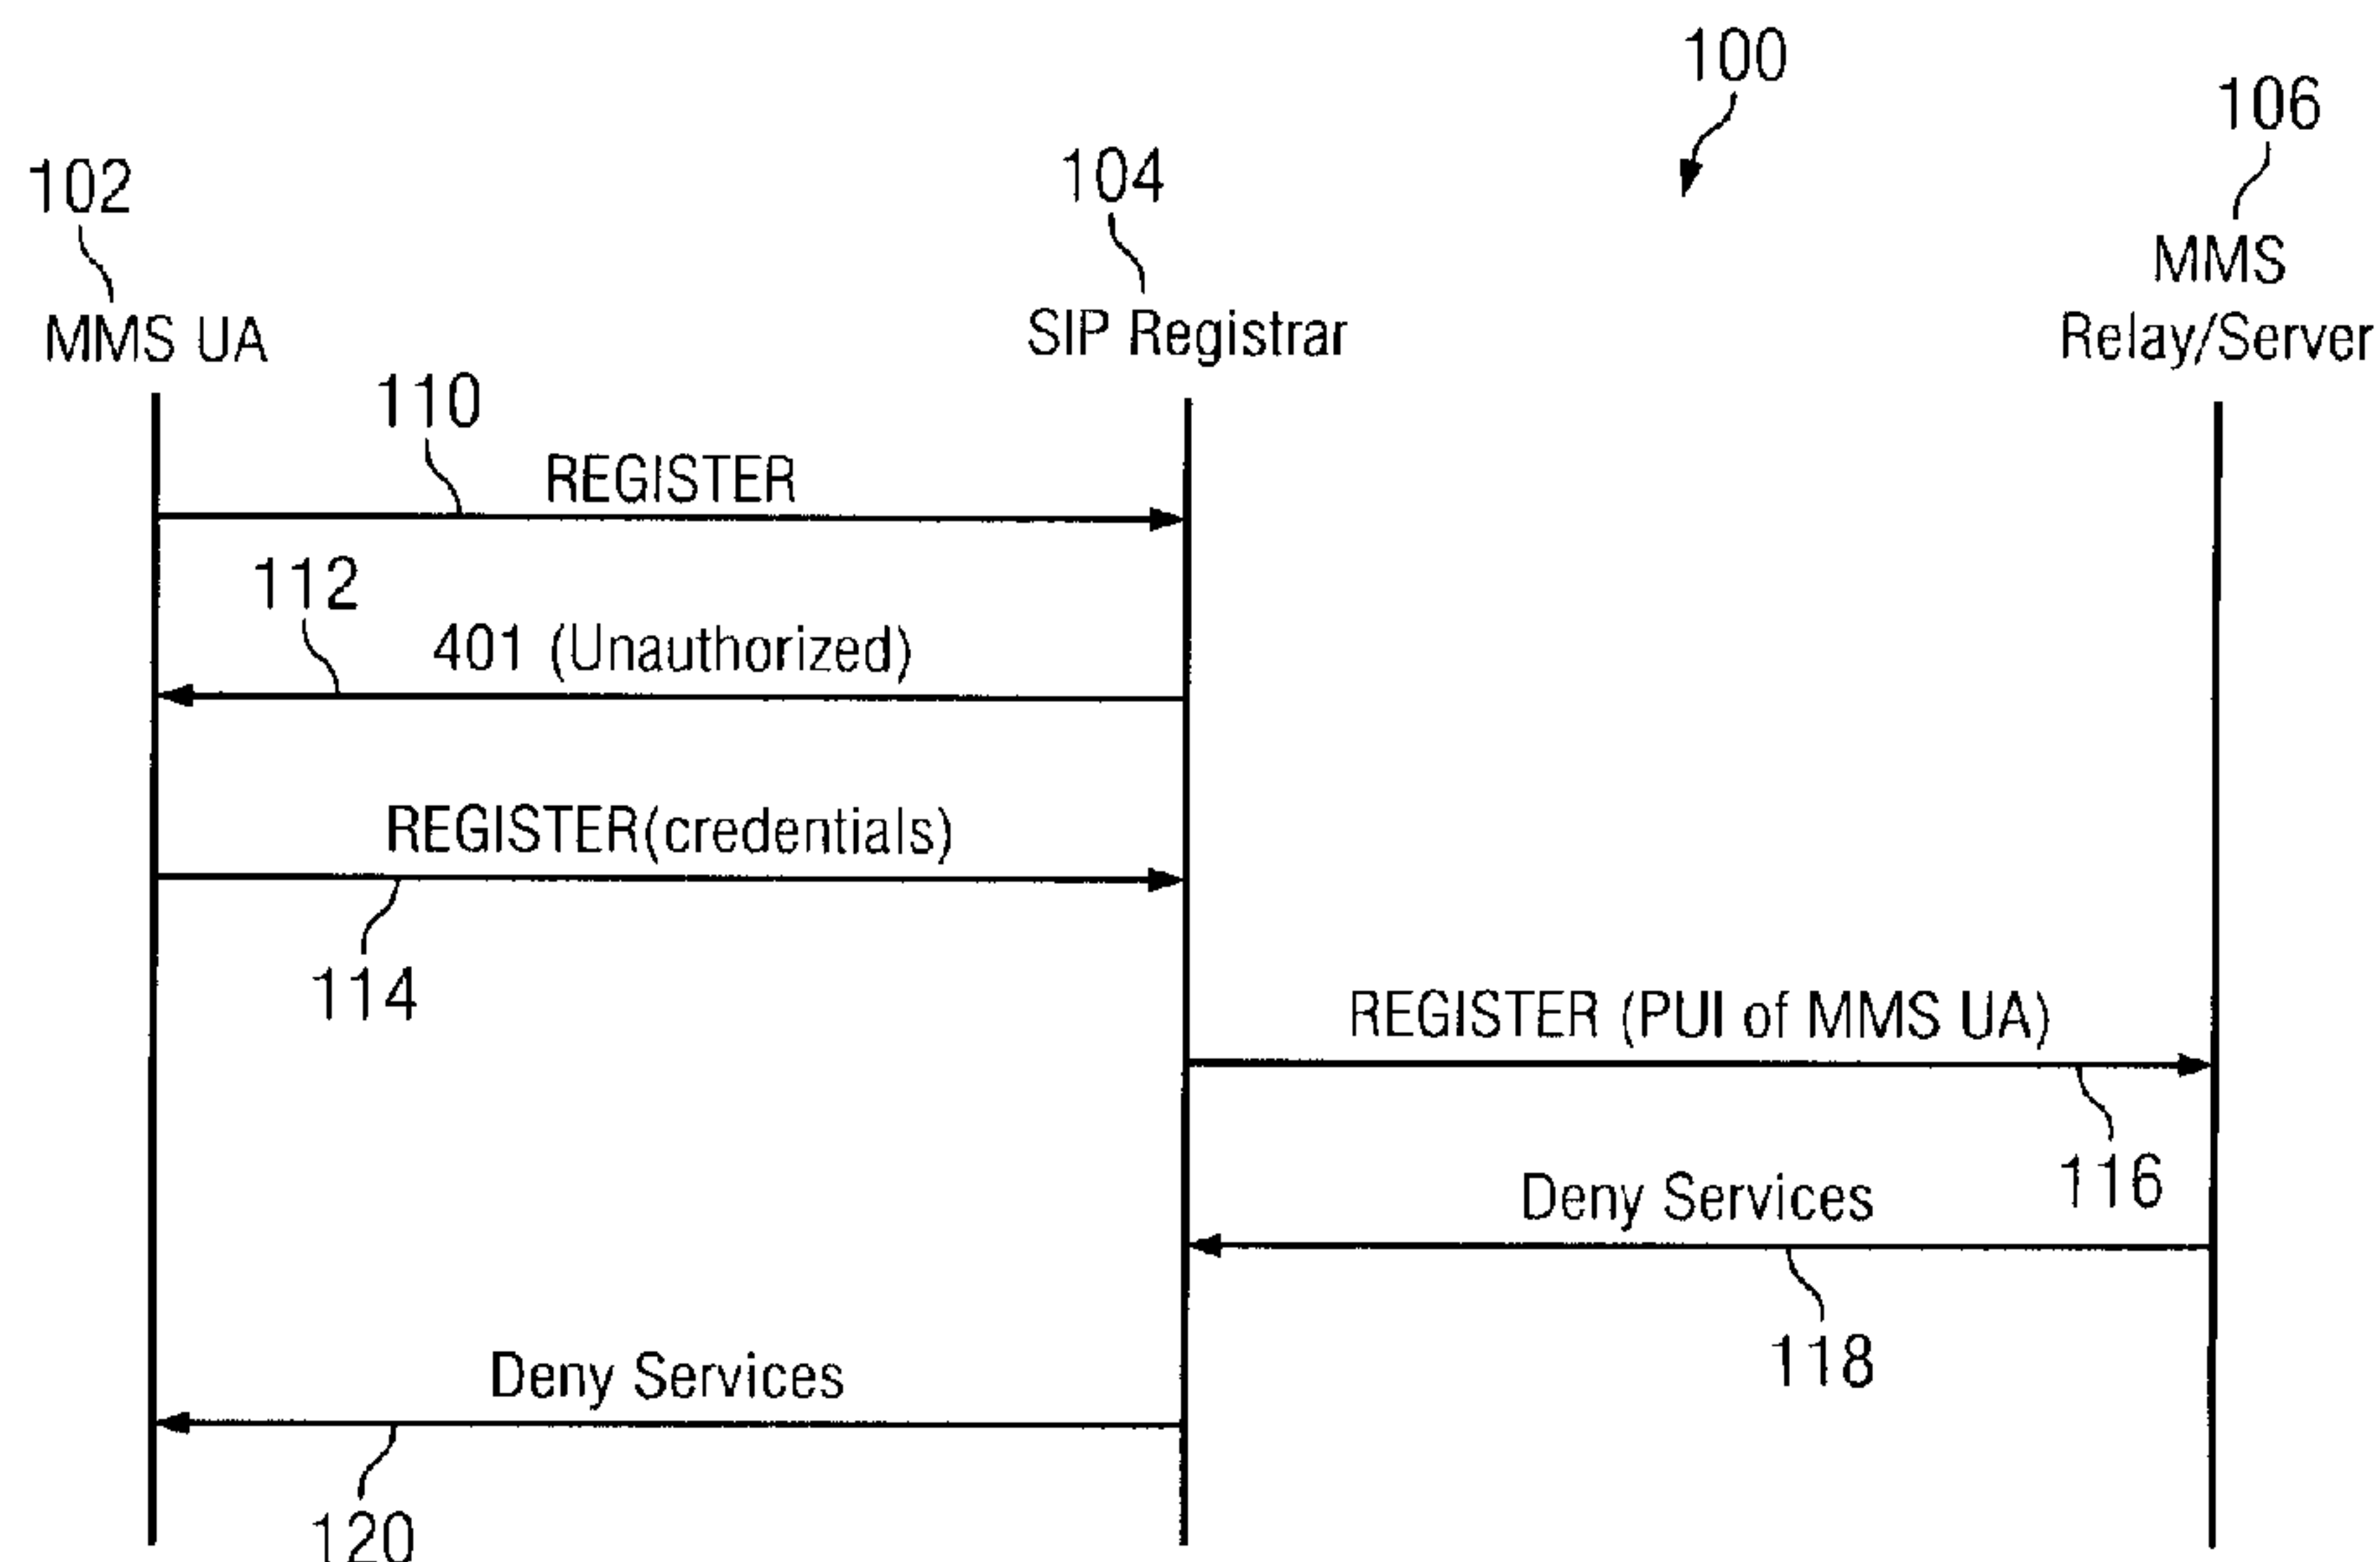 100
106
102
104
MMS
Relay/Server
MMS UA
SIP Registrar
110
REGISTER
112
401 (Unauthorized)
REGISTER(credentials)
114
REGISTER (PUI of MMS UA)
116
Deny Services
118
Deny Services
120